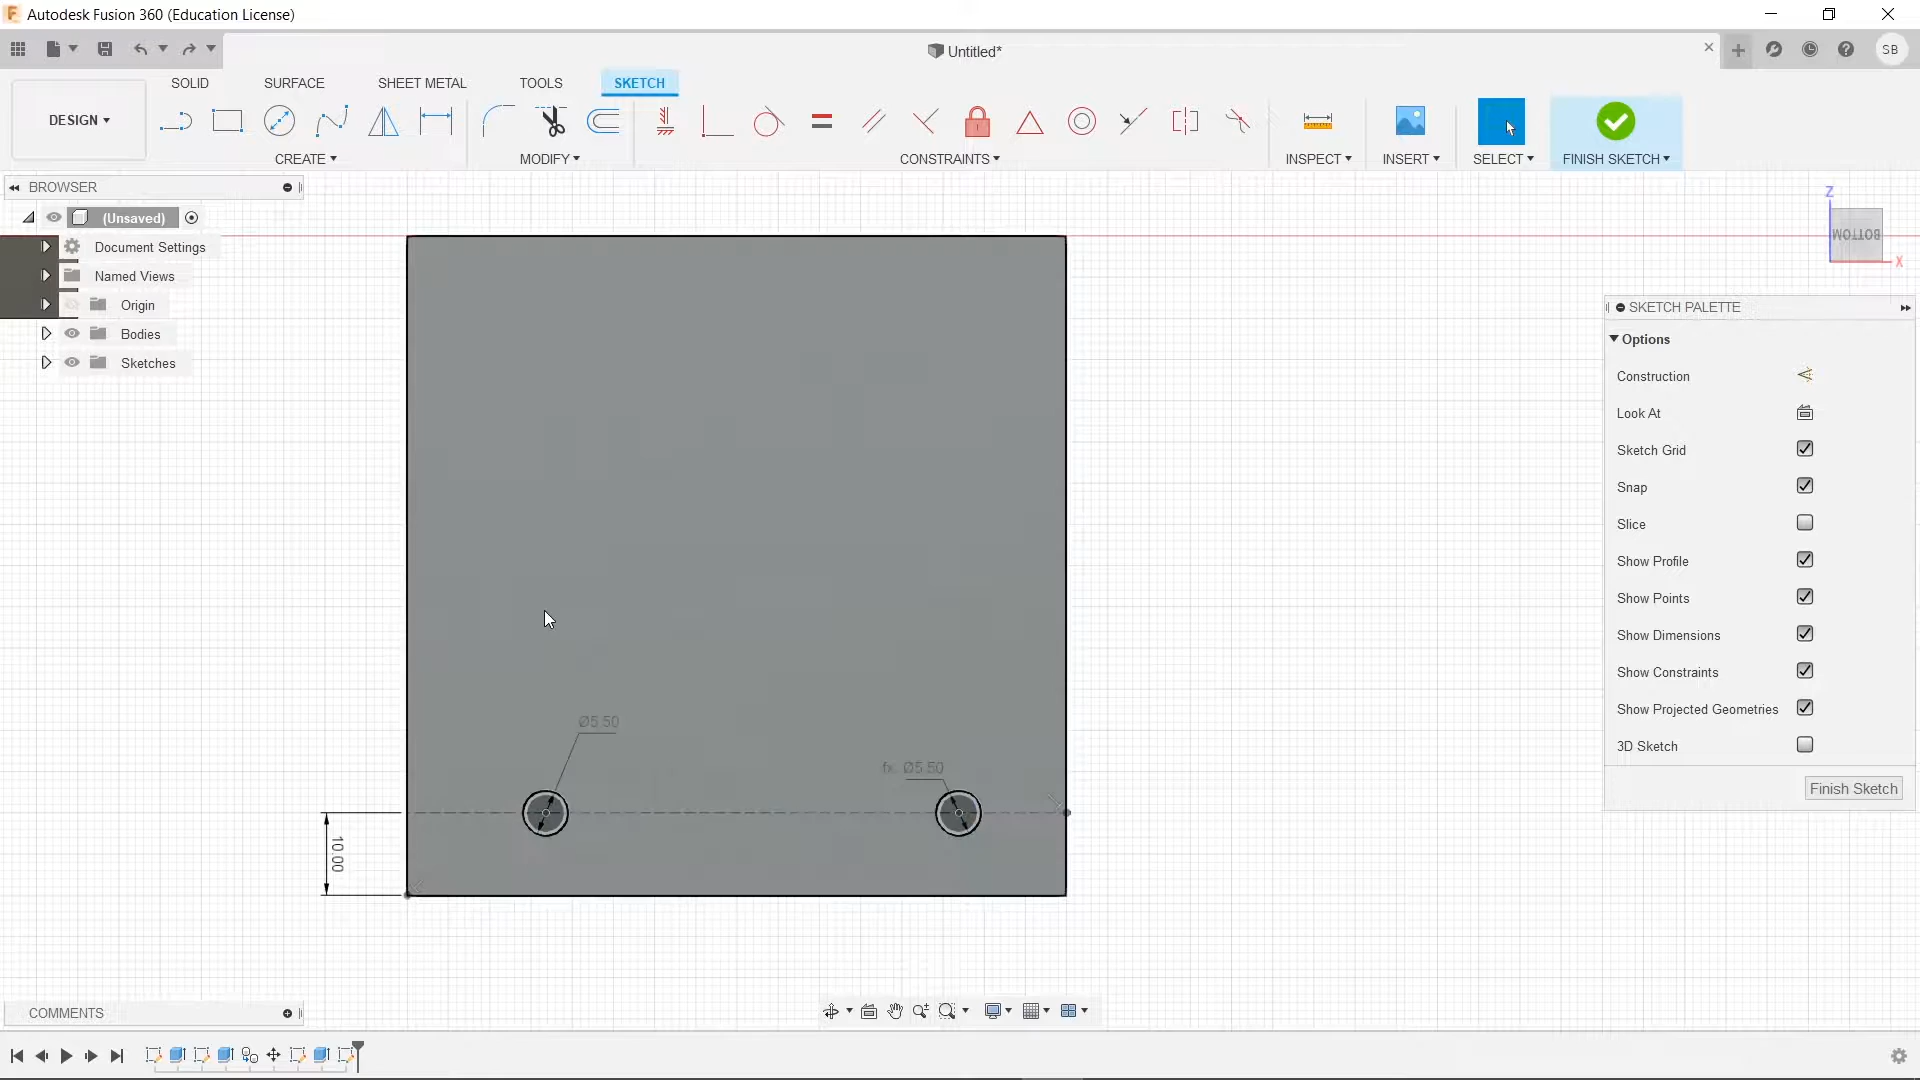 Autodesk Fusion 360 (Education License)
Untitled*
SB
DESIGN
SOLID
SURFACE
SHEET METAL
TOOLS
SKETCH
CREATE
MODIFY
CONSTRAINTS
INSPECT
INSERT
SELECT
FINISH SKETCH
BROWSER
(Unsaved)
Document Settings
Named Views
Origin
Bodies
Sketches
Z
BOTTOM
X
SKETCH PALETTE
Options
Construction
Look At
Sketch Grid
Snap
Slice
Show Profile
Show Points
Show Dimensions
Show Constraints
Show Projected Geometries
3D Sketch
Finish Sketch
Ø5.50
fx: Ø5.50
10.00
COMMENTS